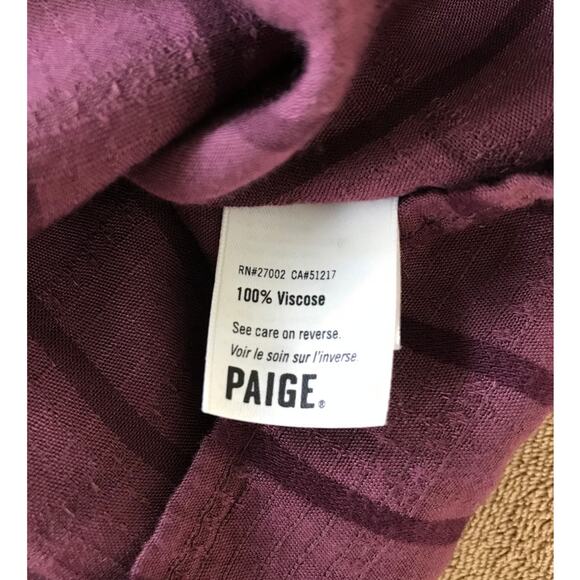 RN#27002 CA#51217
100% Viscose
See care on reverse.
Voir le soin sur l'inverse
PAIGE®